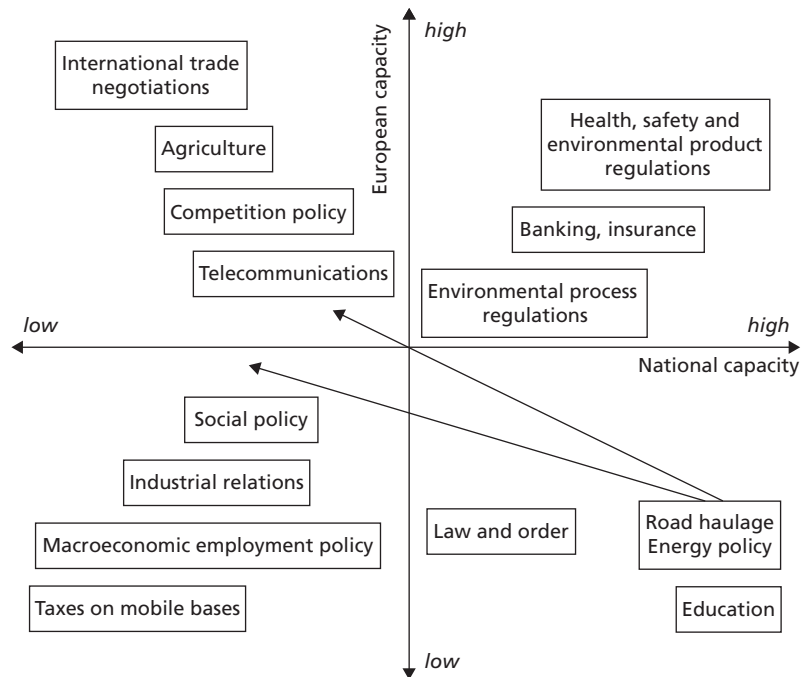 high
European capacity
International trade
negotiations
Agriculture
Competition policy
Telecommunications
Health, safety and
environmental product
regulations
Banking, insurance
Environmental process
regulations
low
high
National capacity
Social policy
Industrial relations
Macroeconomic employment policy
Taxes on mobile bases
Law and order
Road haulage
Energy policy
Education
low